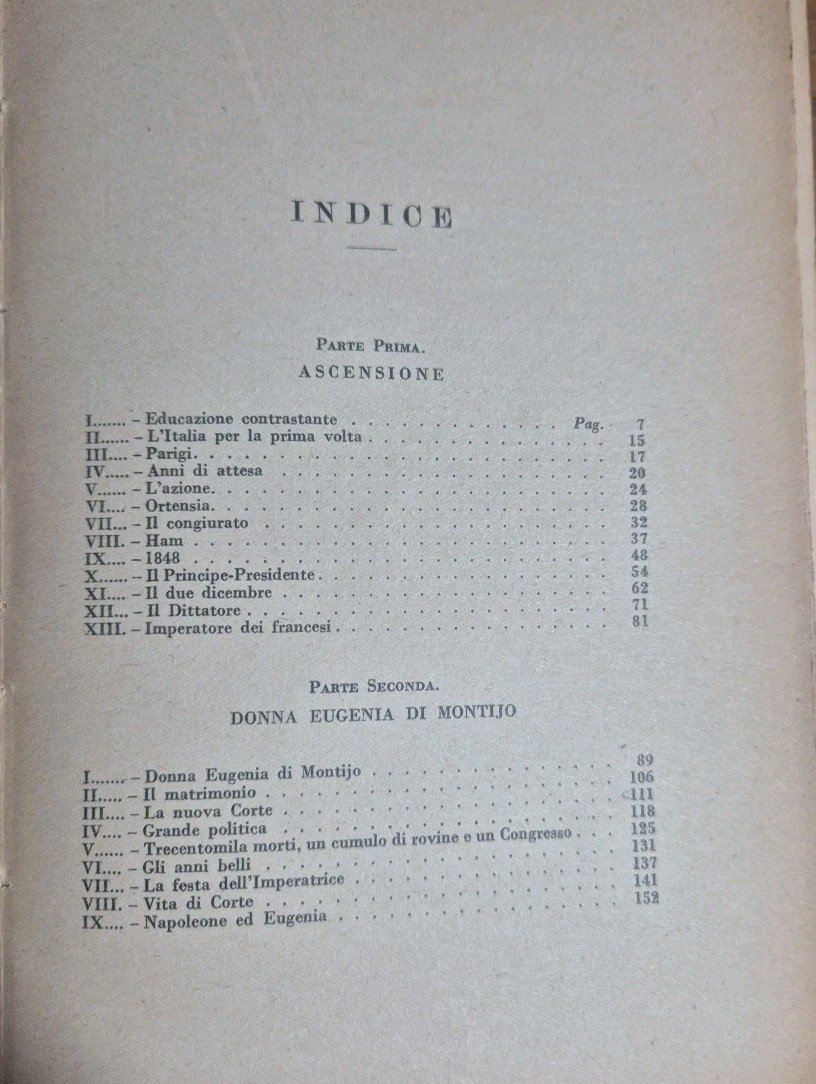 INDICE
PARTE PRIMA.
ASCENSIONE
I....... – Educazione contrastante . . . . . . . . . . . . Pag. 7
II...... – L'Italia per la prima volta . . . . . . . . . . . . . . 15
III.... – Parigi. . . . . . . . . . . . . . . . . . . . . . . 17
IV..... – Anni di attesa . . . . . . . . . . . . . . . . . . 20
V...... – L'azione. . . . . . . . . . . . . . . . . . . . . . 24
VI.... – Ortensia. . . . . . . . . . . . . . . . . . . . . . 28
VII... – Il congiurato . . . . . . . . . . . . . . . . . . . 32
VIII. – Ham . . . . . . . . . . . . . . . . . . . . . . . 37
IX.... – 1848 . . . . . . . . . . . . . . . . . . . . . . . 48
X...... – Il Principe-Presidente . . . . . . . . . . . . . . . . 54
XI.... – Il due dicembre . . . . . . . . . . . . . . . . . . 62
XII... – Il Dittatore . . . . . . . . . . . . . . . . . . . . 71
XIII. – Imperatore dei francesi . . . . . . . . . . . . . . . 81
PARTE SECONDA.
DONNA EUGENIA DI MONTIJO
I....... – Donna Eugenia di Montijo . . . . . . . . . . . . . 89
II..... – Il matrimonio . . . . . . . . . . . . . . . . . . . 106
III.... – La nuova Corte . . . . . . . . . . . . . . . . . . 111
IV.... – Grande politica . . . . . . . . . . . . . . . . . . 118
V...... – Trecentomila morti, un cumulo di rovine e un Congresso . . . 125
VI.... – Gli anni belli . . . . . . . . . . . . . . . . . . . 131
VII... – La festa dell'Imperatrice . . . . . . . . . . . . . . 137
VIII. – Vita di Corte . . . . . . . . . . . . . . . . . . . 141
IX.... – Napoleone ed Eugenia . . . . . . . . . . . . . . . 152